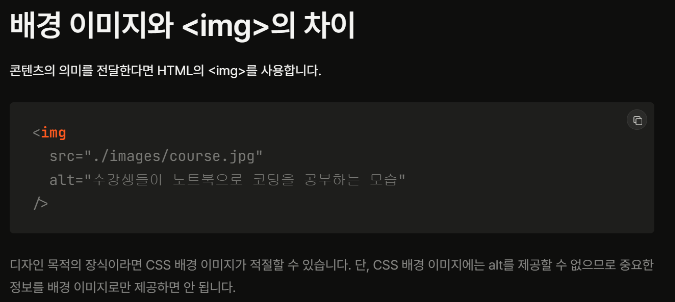 배경 이미지와 <img>의 차이
콘텐츠의 의미를 전달한다면 HTML의 <img>를 사용합니다.
<img
src="./images/course.jpg"
alt="수강생들이 노트북으로 코딩을 공부하는 모습"
/>
디자인 목적의 장식이라면 CSS 배경 이미지가 적절할 수 있습니다. 단, CSS 배경 이미지에는 alt를 제공할 수 없으므로 중요한
정보를 배경 이미지로만 제공하면 안 됩니다.